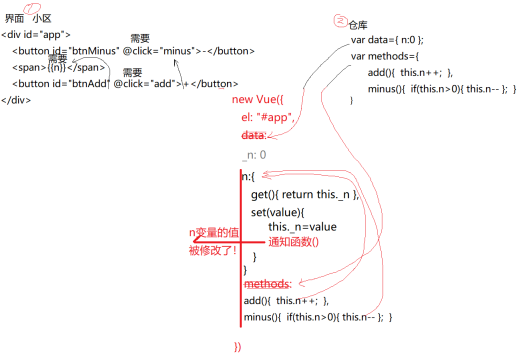 界面 ① 小区
<div id="app">
需要
<button id="btnMinus" @click="minus">-</button>
需要
<span>{{n}}</span>
需要
<button id="btnAdd" @click="add">+</button>
</div>
② 仓库
var data={ n:0 };
var methods={
add(){ this.n++; },
minus(){ if(this.n>0){ this.n-- }; }
}
new Vue({
el: "#app",
data:
_n: 0
n:{
get(){ return this._n },
set(value){
this._n=value
通知函数()
n变量的值
被修改了!
}
}
methods:
add(){ this.n++; },
minus(){ if(this.n>0){ this.n-- }; }
})